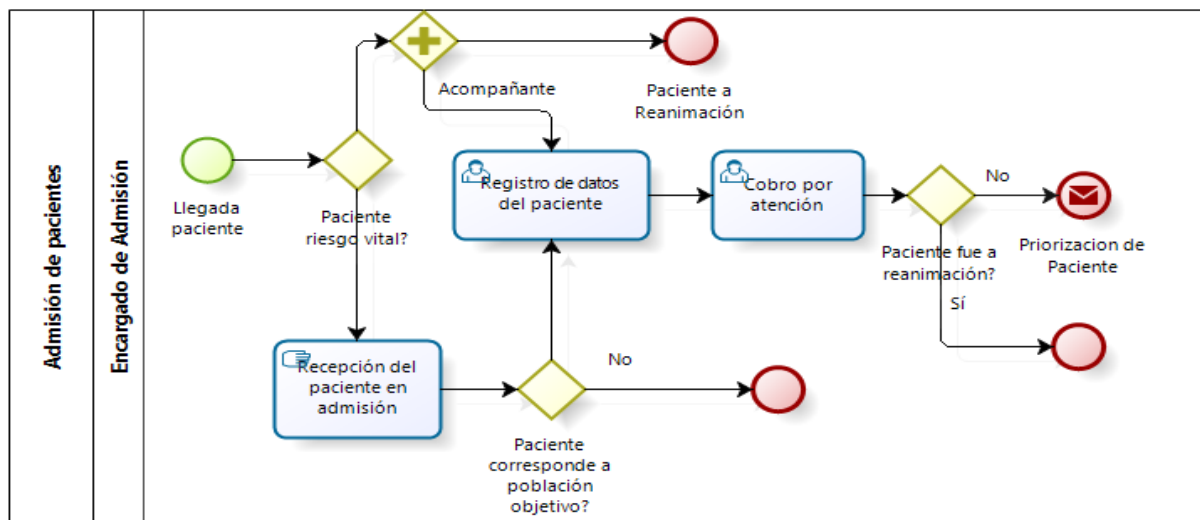 Admisión de pacientes
Encargado de Admisión
Llegada
paciente
Paciente
riesgo vital?
Acompañante
Paciente a
Reanimación
Registro de datos
del paciente
Cobro por
atención
No
Paciente fue a
reanimación?
Priorizacion de
Paciente
Sí
Recepción del
paciente en
admisión
No
Paciente
corresponde a
población
objetivo?